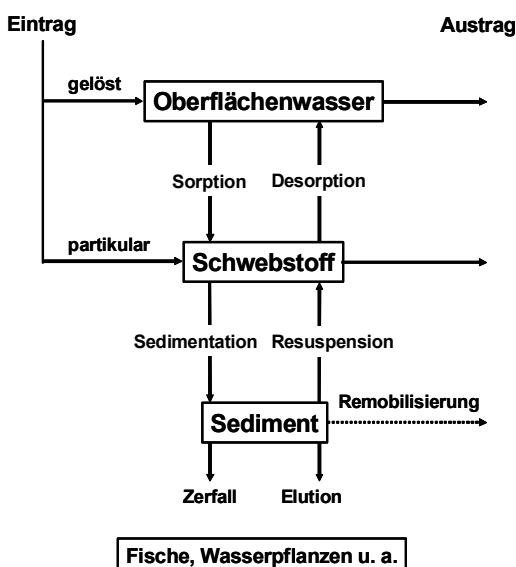 Eintrag
Austrag
gelöst
Oberflächenwasser
Sorption
Desorption
partikular
Schwebstoff
Sedimentation
Resuspension
Remobilisierung
Sediment
Zerfall
Elution
Fische, Wasserpflanzen u. a.